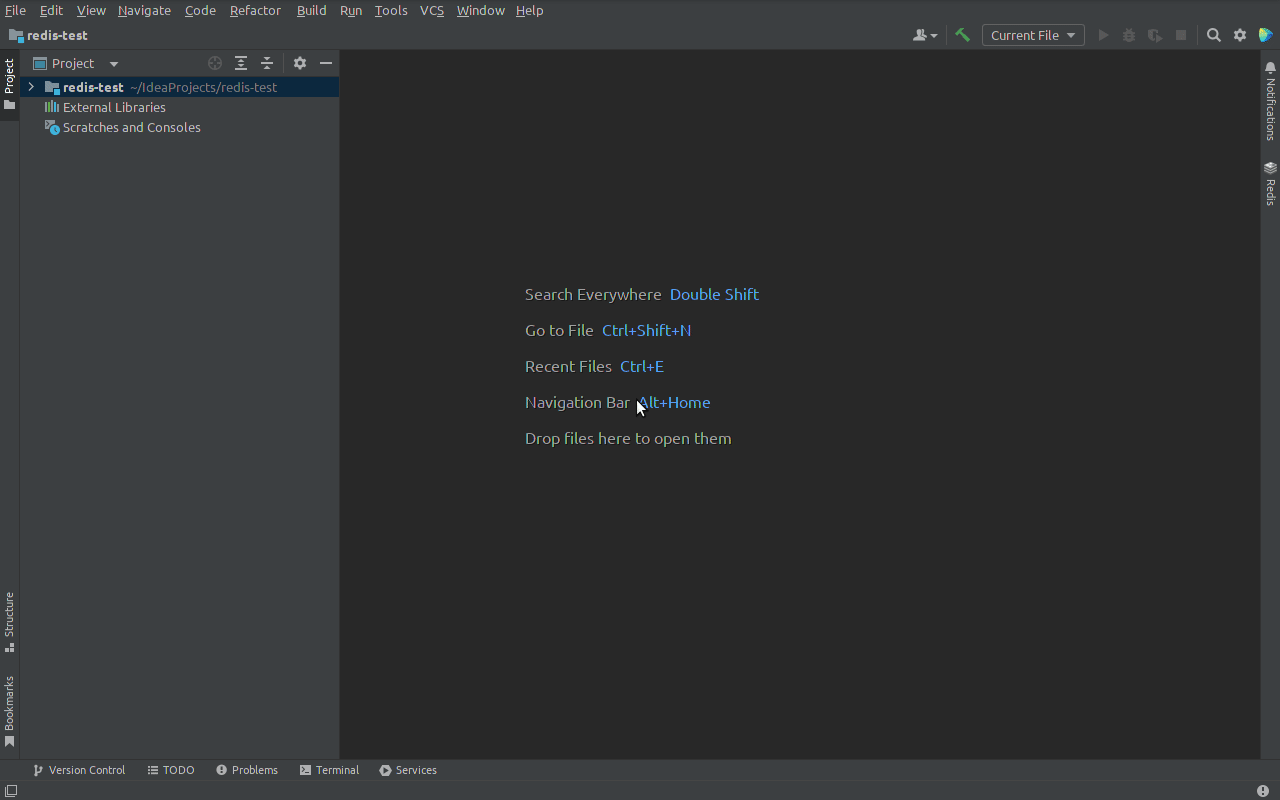 File Edit View Navigate Code Refactor Build Run Tools VCS Window Help
redis-test
Current File
Project
Project
redis-test ~/IdeaProjects/redis-test
External Libraries
Scratches and Consoles
Notifications
Redis
Search Everywhere Double Shift
Go to File Ctrl+Shift+N
Recent Files Ctrl+E
Navigation Bar Alt+Home
Drop files here to open them
Structure
Bookmarks
Version Control TODO Problems Terminal Services